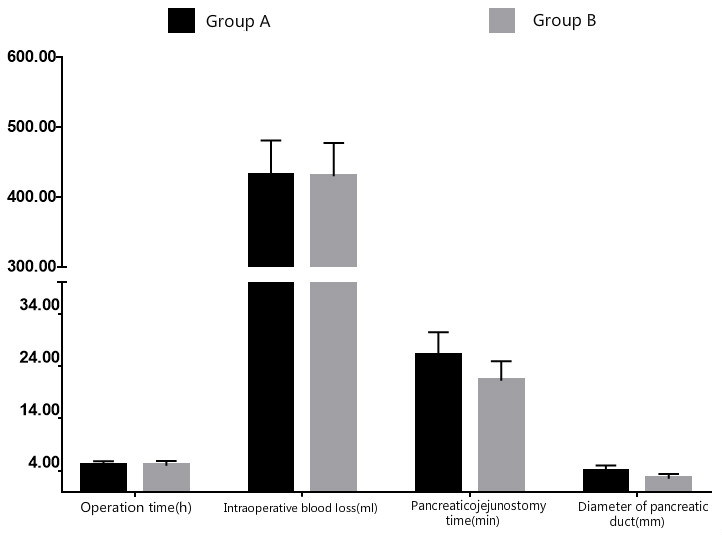 Group A
Group B
600.00
500.00
400.00
300.00
34.00
24.00
14.00
4.00
Operation time(h)
Intraoperative blood loss(ml)
Pancreaticojejunostomy
time(min)
Diameter of pancreatic
duct(mm)